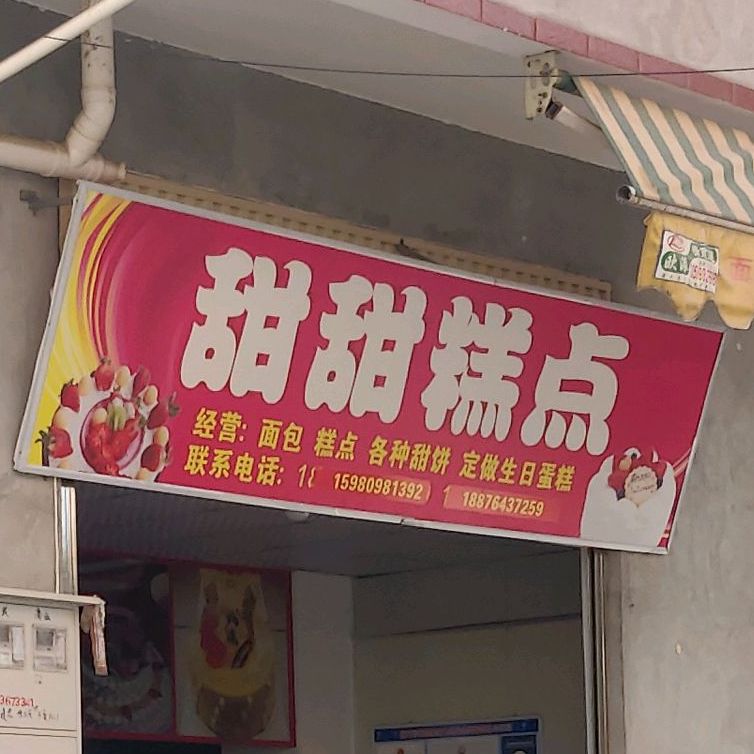 甜甜糕点
经营: 面包 糕点 各种甜饼 定做生日蛋糕
联系电话: 15980981392 18876437259